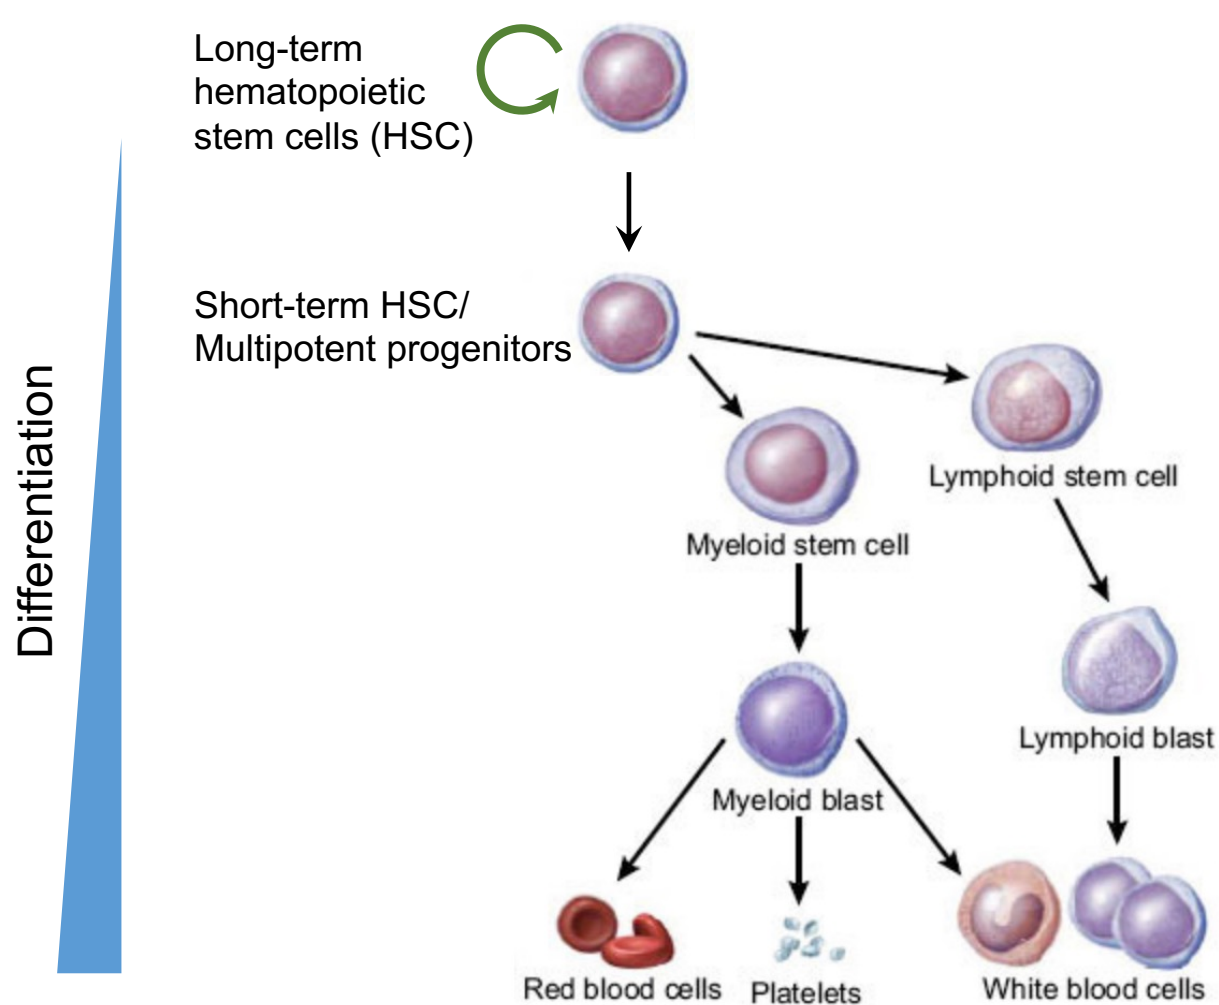 Long-term
hematopoietic
stem cells (HSC)
Short-term HSC/
Multipotent progenitors
Differentiation
Lymphoid stem cell
Myeloid stem cell
Lymphoid blast
Myeloid blast
Red blood cells
Platelets
White blood cells